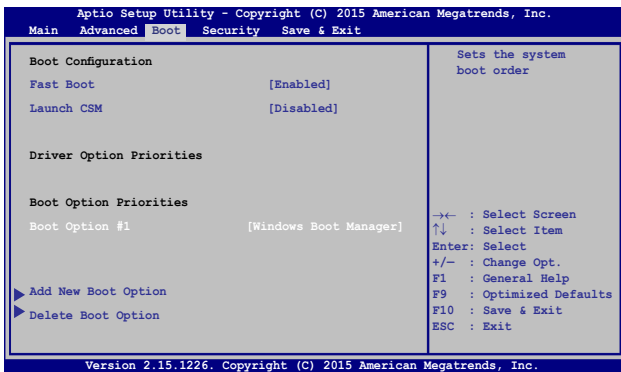 Aptio Setup Utility - Copyright (C) 2015 American Megatrends, Inc.
Main Advanced Boot Security Save & Exit
Boot Configuration
Fast Boot [Enabled]
Launch CSM [Disabled]
Driver Option Priorities
Boot Option Priorities
Boot Option #1 [Windows Boot Manager]
Add New Boot Option
Delete Boot Option
Sets the system
boot order
→← : Select Screen
↑↓ : Select Item
Enter: Select
+/— : Change Opt.
F1 : General Help
F9 : Optimized Defaults
F10 : Save & Exit
ESC : Exit
Version 2.15.1226. Copyright (C) 2015 American Megatrends, Inc.